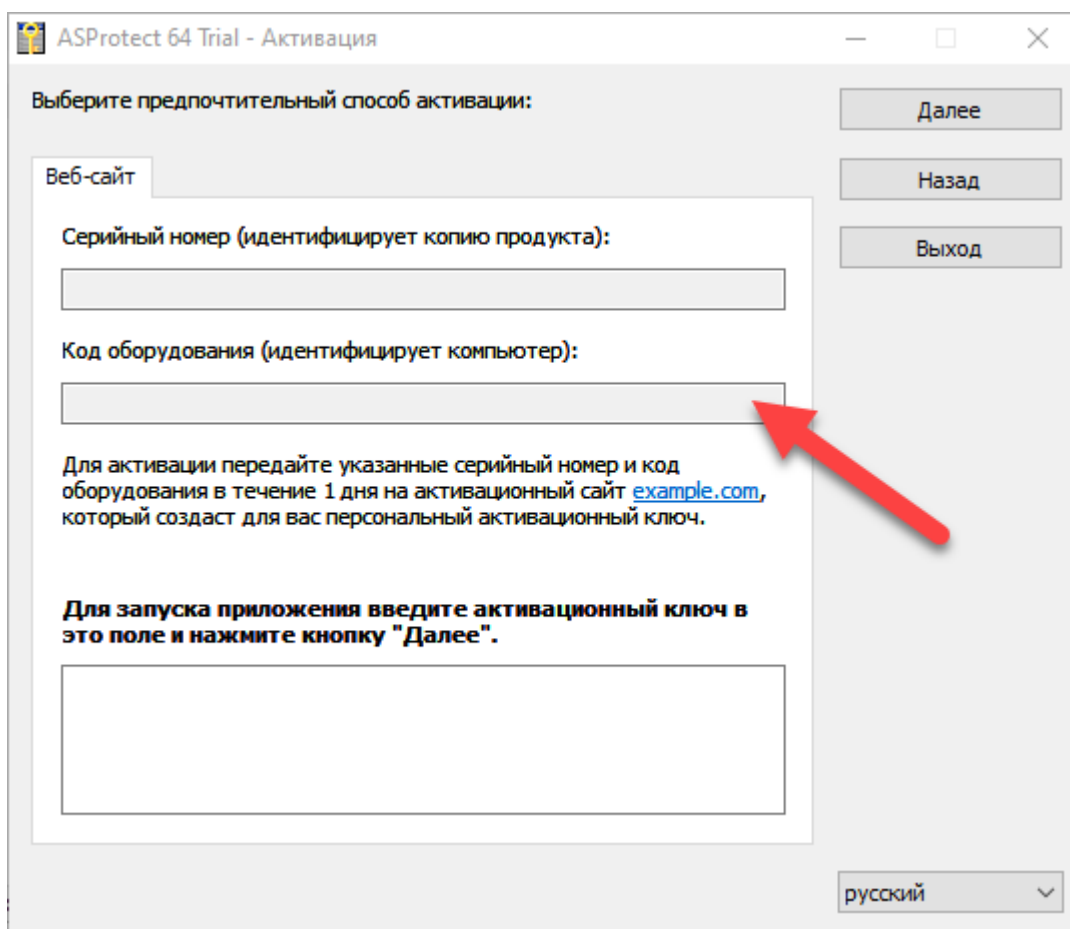 ASProtect 64 Trial - Активация
Выберите предпочтительный способ активации:
Далее
Веб-сайт
Назад
Серийный номер (идентифицирует копию продукта):
Выход
Код оборудования (идентифицирует компьютер):
Для активации передайте указанные серийный номер и код
оборудования в течение 1 дня на активационный сайт example.com,
который создаст для вас персональный активационный ключ.
Для запуска приложения введите активационный ключ в
это поле и нажмите кнопку "Далее".
русский